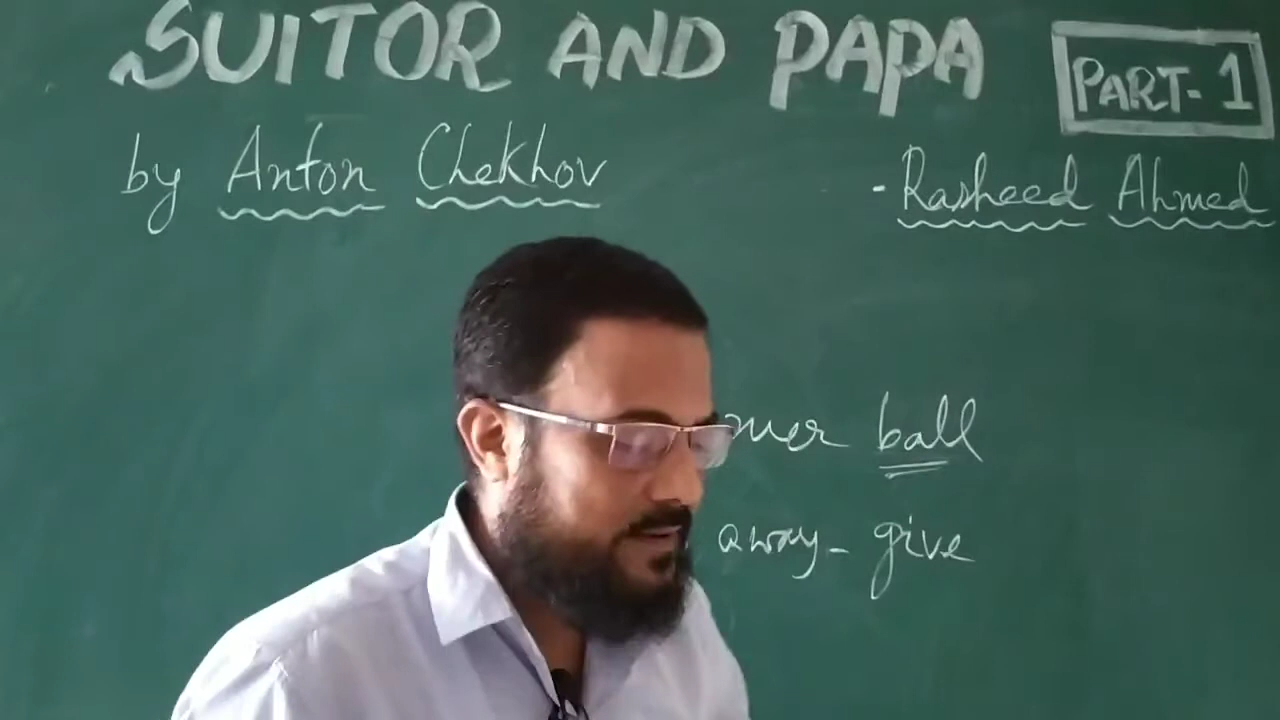 SUITOR AND PAPA
PART-1
by Anton Chekhov
- Rasheed Ahmed
ball
away - give